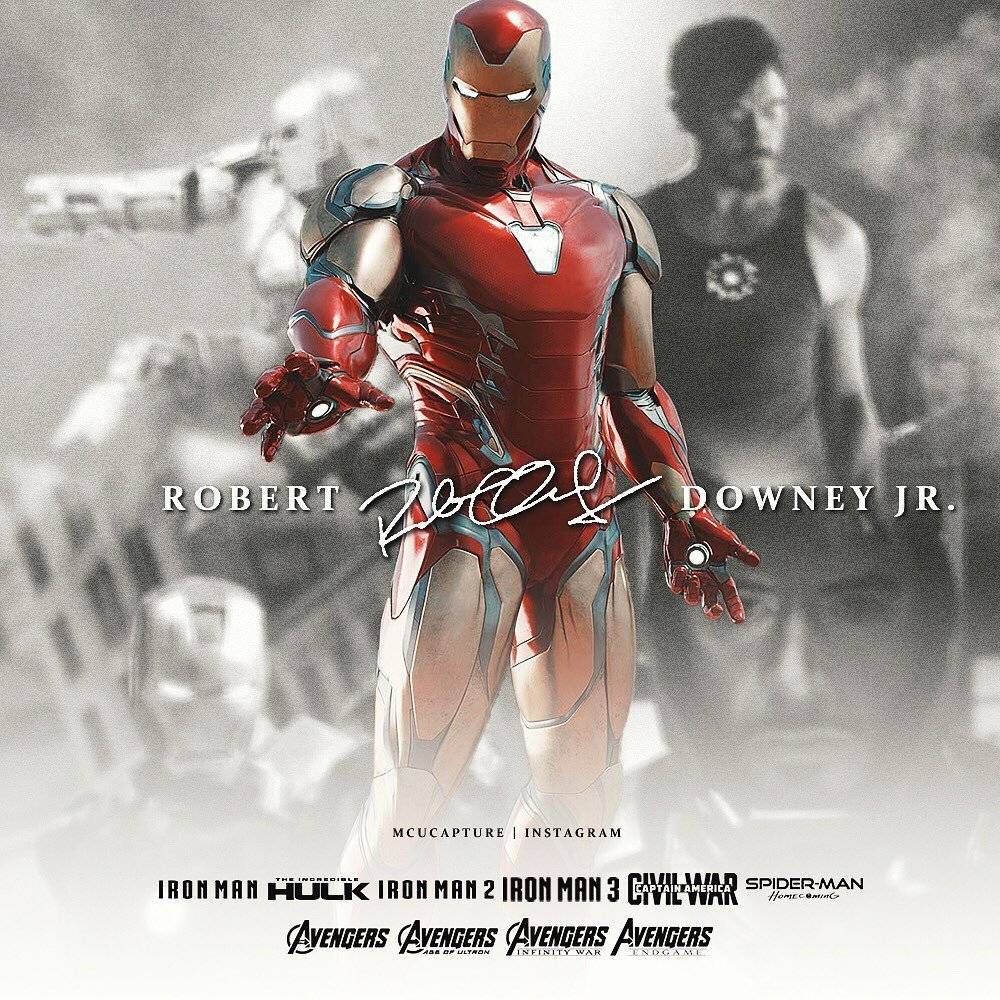 ROBERT DOWNEY JR.
MCUCAPTURE | INSTAGRAM
IRON MAN THE INCREDIBLE HULK IRON MAN 2 IRON MAN 3 CAPTAIN AMERICA CIVIL WAR SPIDER-MAN HOMECOMING
AVENGERS AVENGERS AGE OF ULTRON AVENGERS INFINITY WAR AVENGERS ENDGAME